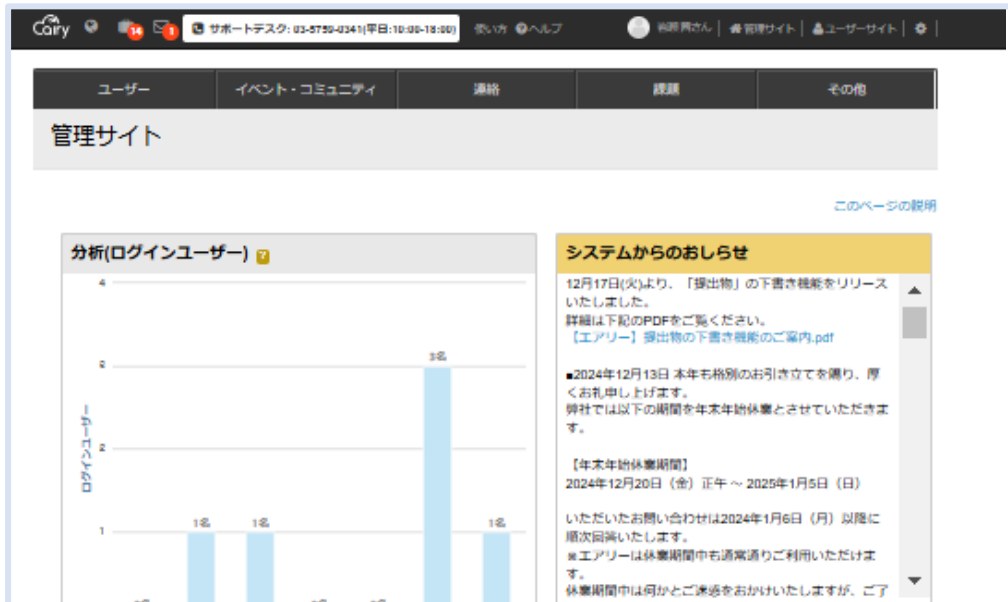 Cairy
14
1
サポートデスク: 03-5759-0341(平日:10:00-18:00)
使い方 ヘルプ
管理サイト
ユーザーサイト
ユーザー
イベント・コミュニティ
連絡
課題
その他
管理サイト
このページの説明
分析(ログインユーザー) ?
4
3
2
1
ログインユーザー
1名
1名
3名
1名
システムからのおしらせ
12月17日(火)より、「提出物」の下書き機能をリリース
いたしました。
詳細は下記のPDFをご覧ください。
【エアリー】提出物の下書き機能のご案内.pdf
■2024年12月13日 本年も格別のお引き立てを賜り、厚
くお礼申し上げます。
弊社では以下の期間を年末年始休業とさせていただきま
す。
【年末年始休業期間】
2024年12月20日（金）正午 ～ 2025年1月5日（日）
いただいたお問い合わせは2024年1月6日（月）以降に
順次回答いたします。
※エアリーは休業期間中も通常通りご利用いただけま
す。
休業期間中は何かとご迷惑をおかけいたしますが、ご了